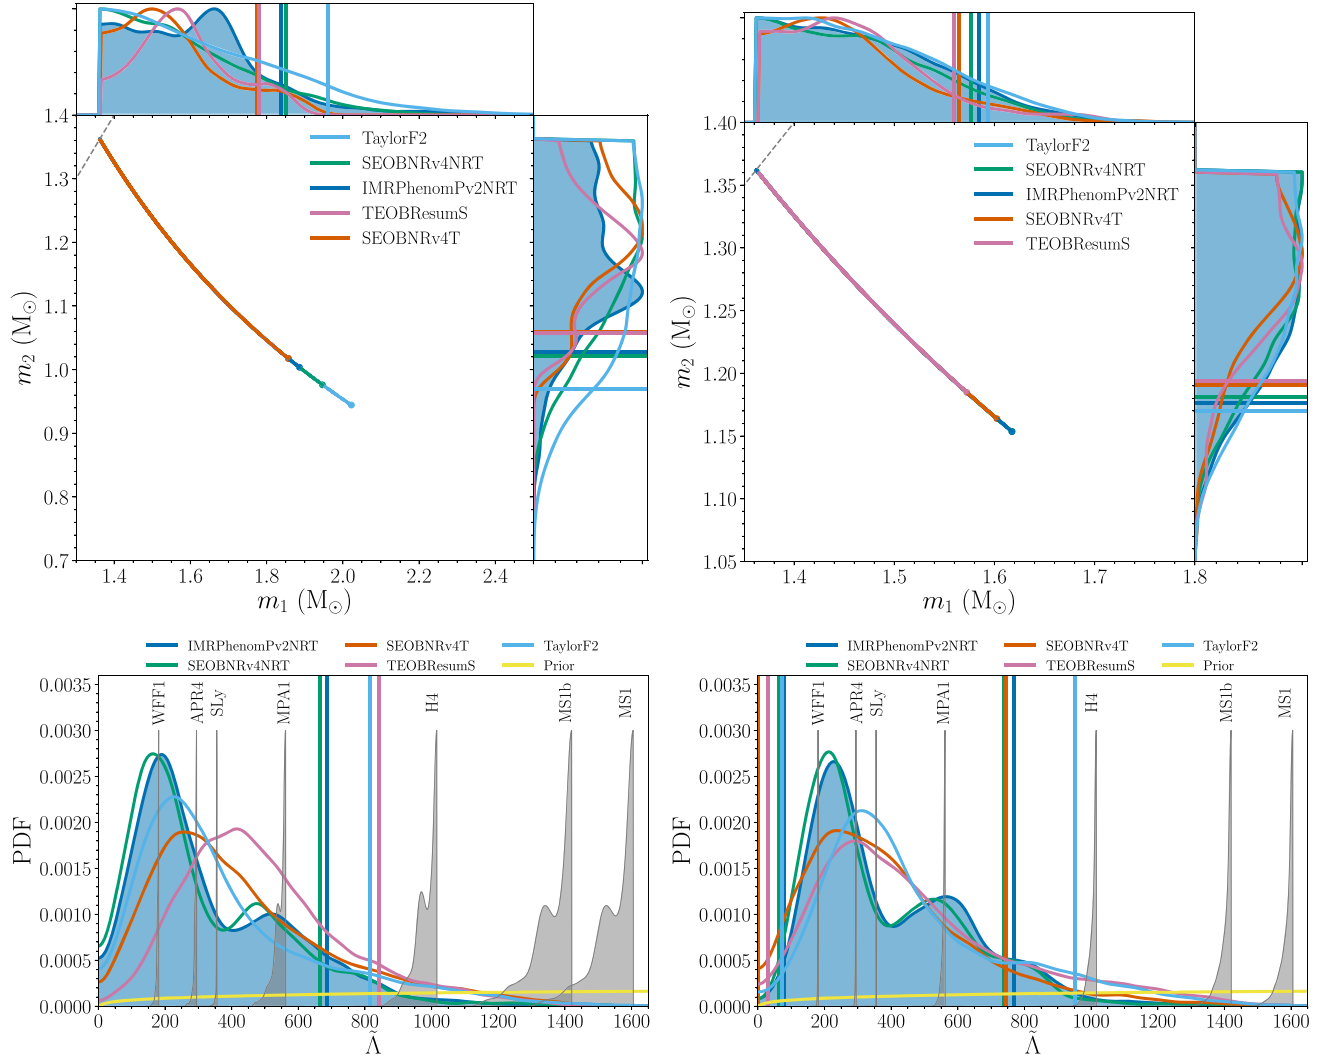 1.4
1.3
1.2
1.1
1.0
0.9
0.8
0.7
m₂ (M⊙)
TaylorF2
SEOBNRv4NRT
IMRPhenomPv2NRT
TEOBResumS
SEOBNRv4T
1.4 1.6 1.8 2.0 2.2 2.4
m₁ (M⊙)
1.40
1.35
1.30
1.25
1.20
1.15
1.10
1.05
m₂ (M⊙)
TaylorF2
SEOBNRv4NRT
IMRPhenomPv2NRT
SEOBNRv4T
TEOBResumS
1.4 1.5 1.6 1.7 1.8
m₁ (M⊙)
IMRPhenomPv2NRT SEOBNRv4T TaylorF2
SEOBNRv4NRT TEOBResumS Prior
0.0035
0.0030
0.0025
0.0020
0.0015
0.0010
0.0005
0.0000
PDF
WFF1 APR4 SLy MPA1 H4 MS1b MS1
0 200 400 600 800 1000 1200 1400 1600
Λ̃
IMRPhenomPv2NRT SEOBNRv4T TaylorF2
SEOBNRv4NRT TEOBResumS Prior
0.0035
0.0030
0.0025
0.0020
0.0015
0.0010
0.0005
0.0000
PDF
WFF1 APR4 SLy MPA1 H4 MS1b MS1
0 200 400 600 800 1000 1200 1400 1600
Λ̃